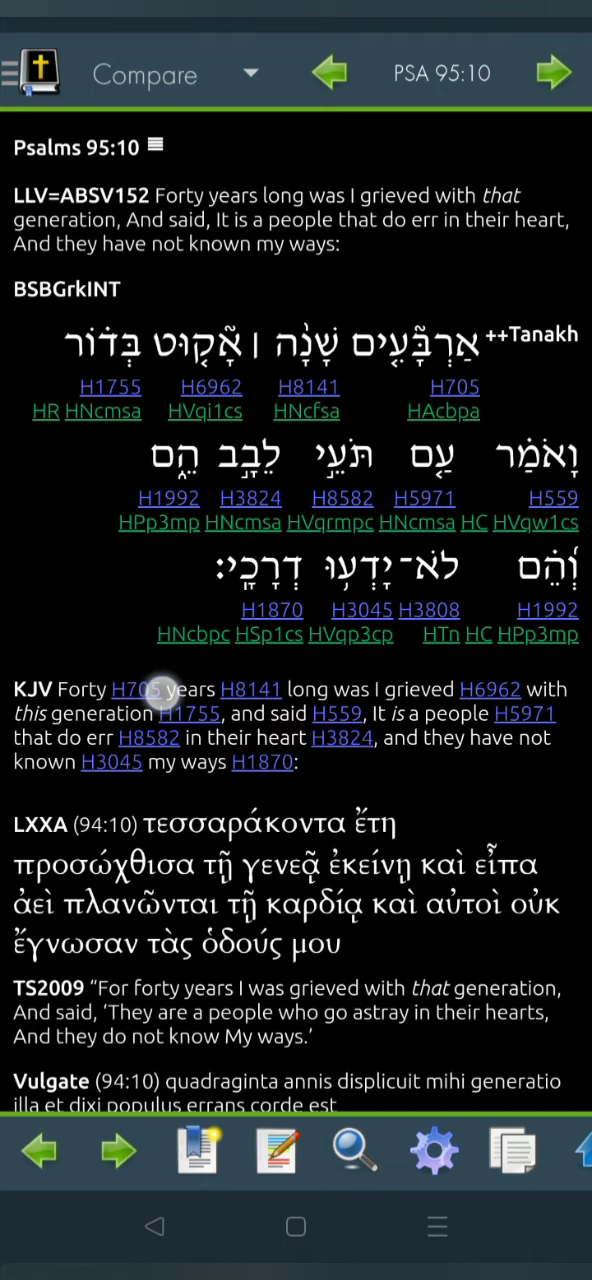 Compare
PSA 95:10
Psalms 95:10
LLV=ABSV152 Forty years long was I grieved with that
generation, And said, It is a people that do err in their heart,
And they have not known my ways:
BSBGrkINT
++Tanakh אַרְבָּ֘עִ֤ים שָׁנָ֨ה ׀ אָ֘ק֤וּט בְּד֗וֹר
H1755 H6962 H8141 H705
HR HNcmsa HVqi1cs HNcfsa HAcbpa
וָאֹמַ֗ר עַ֤ם תֹּעֵ֣י לֵבָ֣ב הֵ֑ם
H1992 H3824 H8582 H5971 H559
HPp3mp HNcmsa HVqrmpc HNcmsa HC HVqw1cs
וְ֝הֵ֗ם לֹא־יָדְע֥וּ דְרָכָֽי׃
H1870 H3045 H3808 H1992
HNcbpc HSp1cs HVqp3cp HTn HC HPp3mp
KJV Forty H705 years H8141 long was I grieved H6962 with
this generation H1755, and said H559, It is a people H5971
that do err H8582 in their heart H3824, and they have not
known H3045 my ways H1870:
LXXA (94:10) τεσσαράκοντα ἔτη
προσώχθισα τῇ γενεᾷ ἐκείνῃ καὶ εἶπα
ἀεὶ πλανῶνται τῇ καρδίᾳ καὶ αὐτοὶ οὐκ
ἔγνωσαν τὰς ὁδούς μου
TS2009 “For forty years I was grieved with that generation,
And said, ‘They are a people who go astray in their hearts,
And they do not know My ways.’
Vulgate (94:10) quadraginta annis displicuit mihi generatio
illa et dixi populus errans corde est